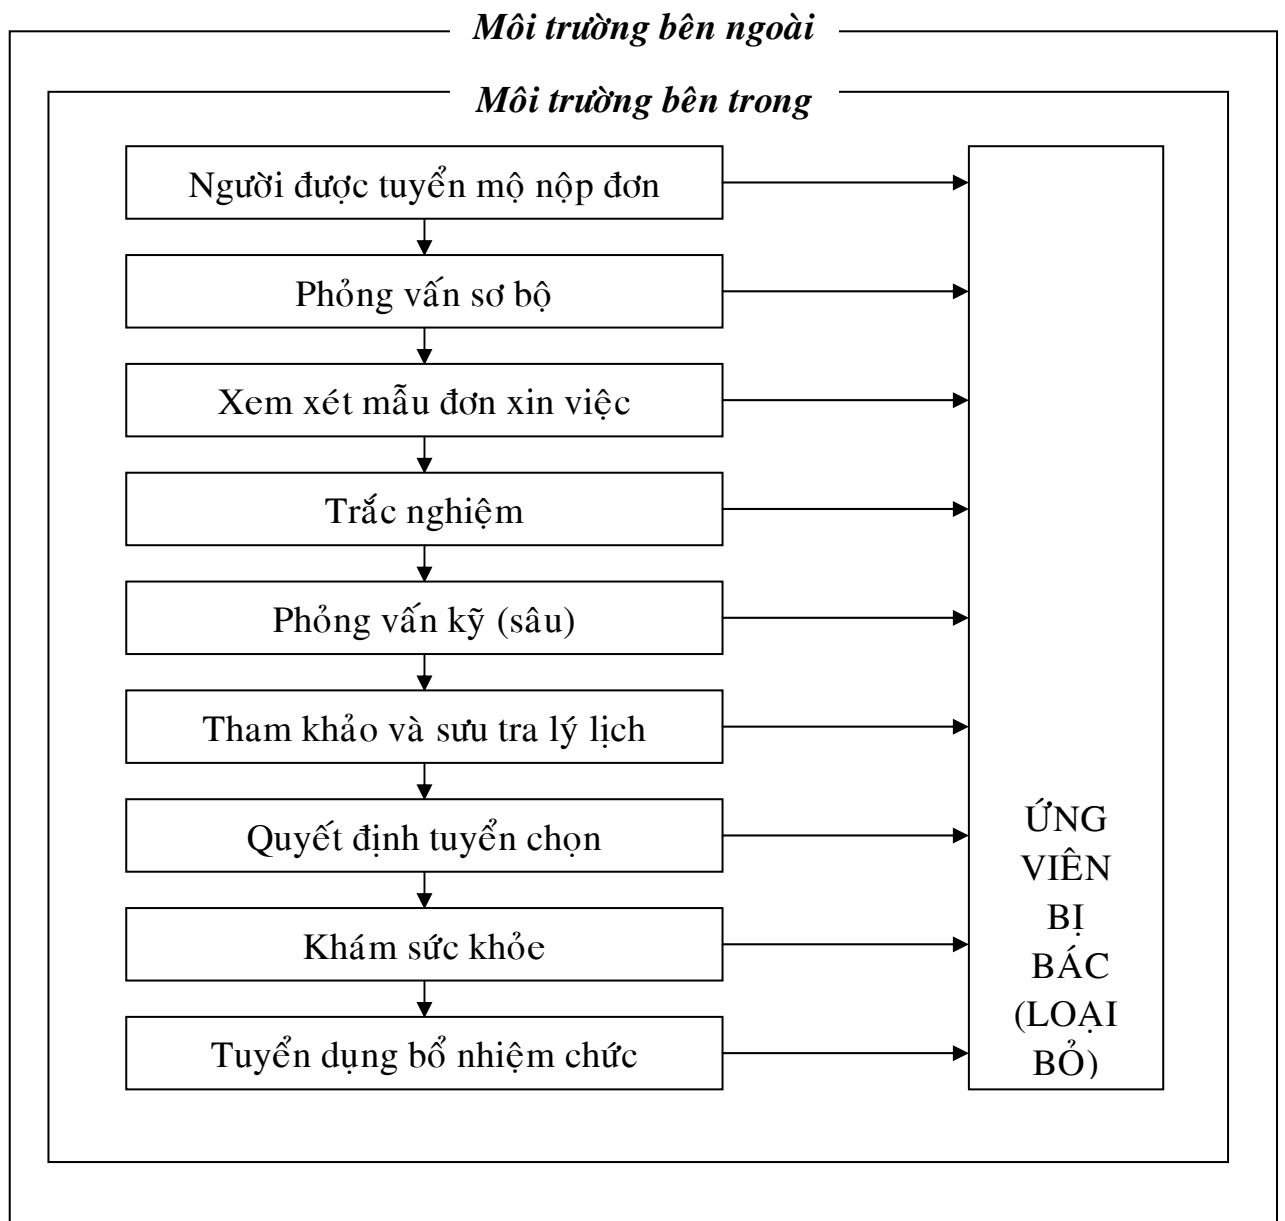 Môi trường bên ngoài
Môi trường bên trong
Người được tuyển mộ nộp đơn
Phỏng vấn sơ bộ
Xem xét mẫu đơn xin việc
Trắc nghiệm
Phỏng vấn kỹ (sâu)
Tham khảo và sưu tra lý lịch
Quyết định tuyển chọn
Khám sức khỏe
Tuyển dụng bổ nhiệm chức
ỨNG
VIÊN
BỊ
BÁC
(LOẠI
BỎ)